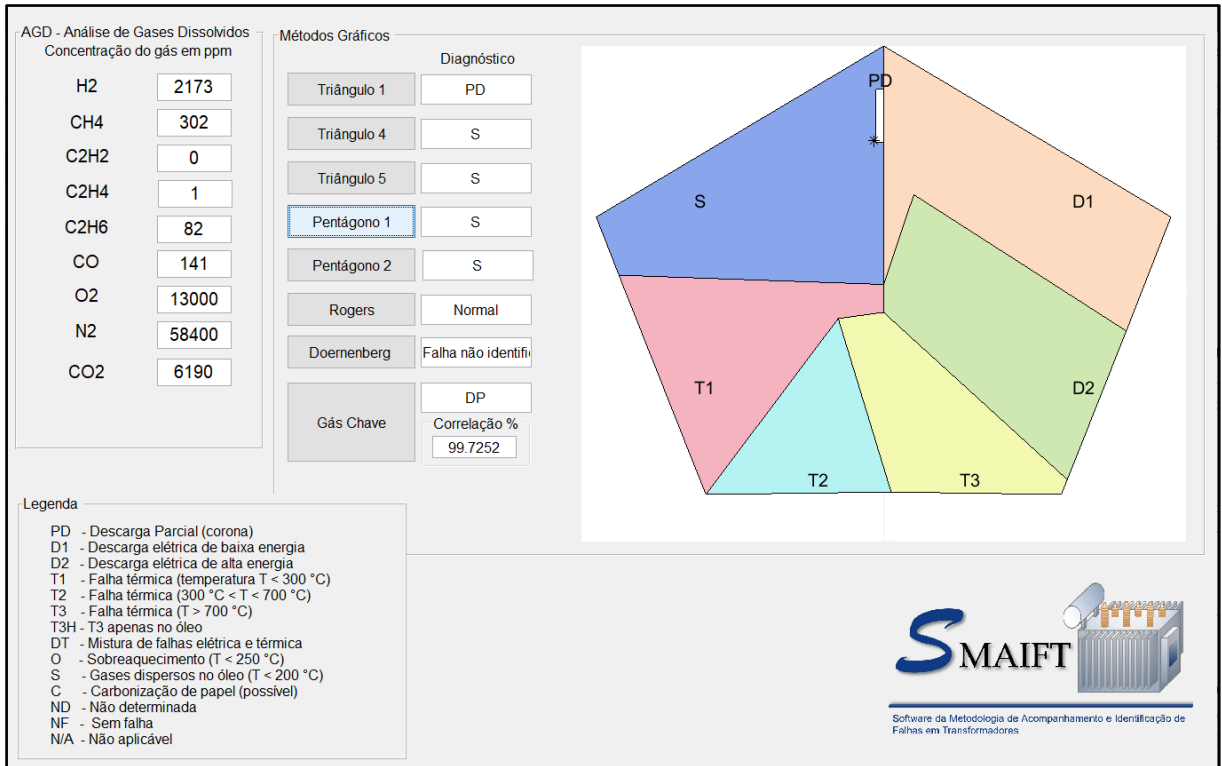 AGD - Análise de Gases Dissolvidos
Concentração do gás em ppm
H2 2173
CH4 302
C2H2 0
C2H4 1
C2H6 82
CO 141
O2 13000
N2 58400
CO2 6190
Métodos Gráficos
Diagnóstico
Triângulo 1 PD
Triângulo 4 S
Triângulo 5 S
Pentágono 1 S
Pentágono 2 S
Rogers Normal
Doernenberg Falha não identifi
Gás Chave DP
Correlação %
99.7252
PD
S
D1
T1
D2
T2
T3
Legenda
PD - Descarga Parcial (corona)
D1 - Descarga elétrica de baixa energia
D2 - Descarga elétrica de alta energia
T1 - Falha térmica (temperatura T < 300 °C)
T2 - Falha térmica (300 °C < T < 700 °C)
T3 - Falha térmica (T > 700 °C)
T3H - T3 apenas no óleo
DT - Mistura de falhas elétrica e térmica
O - Sobreaquecimento (T < 250 °C)
S - Gases dispersos no óleo (T < 200 °C)
C - Carbonização de papel (possível)
ND - Não determinada
NF - Sem falha
N/A - Não aplicável
SMAIFT
Software da Metodologia de Acompanhamento e Identificação de
Falhas em Transformadores